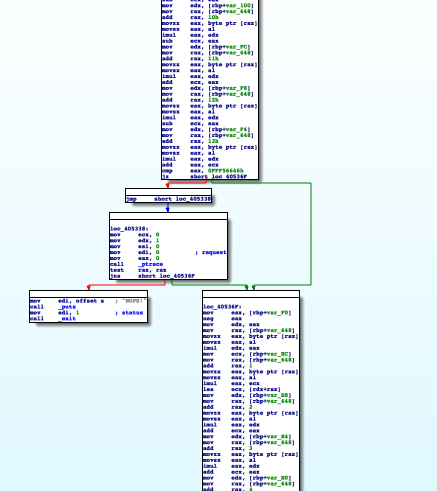 mov edx, [rbp+var_100]
mov rax, [rbp+var_648]
add rax, 10h
movzx eax, byte ptr [rax]
movsx eax, al
imul eax, edx
sub ecx, eax
mov edx, [rbp+var_FC]
mov rax, [rbp+var_648]
add rax, 11h
movzx eax, byte ptr [rax]
movsx eax, al
imul eax, edx
add ecx, eax
mov edx, [rbp+var_F8]
mov rax, [rbp+var_648]
add rax, 12h
movzx eax, byte ptr [rax]
movsx eax, al
imul edx, eax
sub ecx, eax
mov edx, [rbp+var_F4]
mov rax, [rbp+var_648]
add rax, 13h
movzx eax, byte ptr [rax]
movsx eax, al
imul eax, edx
add eax, ecx
cmp eax,
jz short loc_40536F
jmp short loc_40533B
loc_40533B:
mov ecx, 0
mov edx, 1
mov esi, 0
mov edi, 0 ; request
mov eax, 0
call _ptrace
test rax, rax
jns short loc_40536F
mov edi, offset s ; "NOPE!"
call _puts
mov edi, 1 ; status
call _exit
loc_40536F:
mov eax, [rbp+var_F0]
neg eax
mov edx, eax
mov rax, [rbp+var_648]
movzx eax, byte ptr [rax]
movsx eax, al
imul edx, eax
mov ecx, [rbp+var_EC]
mov rax, [rbp+var_648]
add rax, 1
movzx eax, byte ptr [rax]
movsx eax, al
imul eax, ecx
lea ecx, [rdx+rax]
mov edx, [rbp+var_E8]
mov rax, [rbp+var_648]
add rax, 2
movzx eax, byte ptr [rax]
movsx eax, al
imul eax, edx
add ecx, eax
mov edx, [rbp+var_E4]
mov rax, [rbp+var_648]
add rax, 3
movzx eax, byte ptr [rax]
movsx eax, al
imul eax, edx
add ecx, eax
mov edx, [rbp+var_E0]
mov rax, [rbp+var_648]
add rax, 4